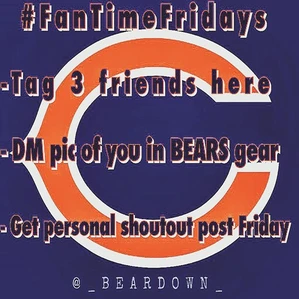 #FanTimeFridays
-Tag 3 friends here
-DM pic of you in BEARS gear
- Get personal shoutout post Friday
@_BEARDOWN_